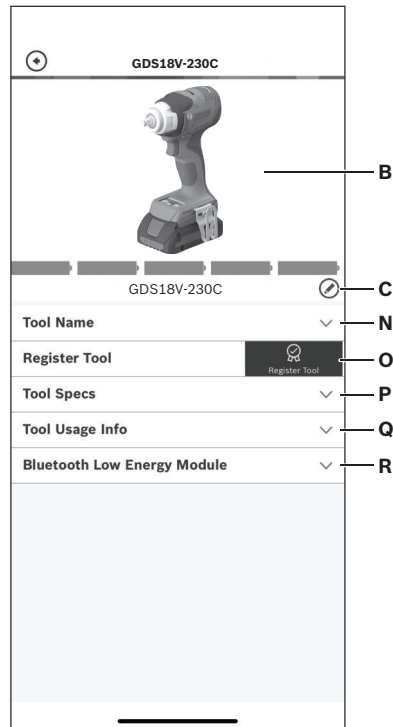 GDS18V-230C
B
GDS18V-230C
C
Tool Name
N
Register Tool
Register Tool
O
Tool Specs
P
Tool Usage Info
Q
Bluetooth Low Energy Module
R